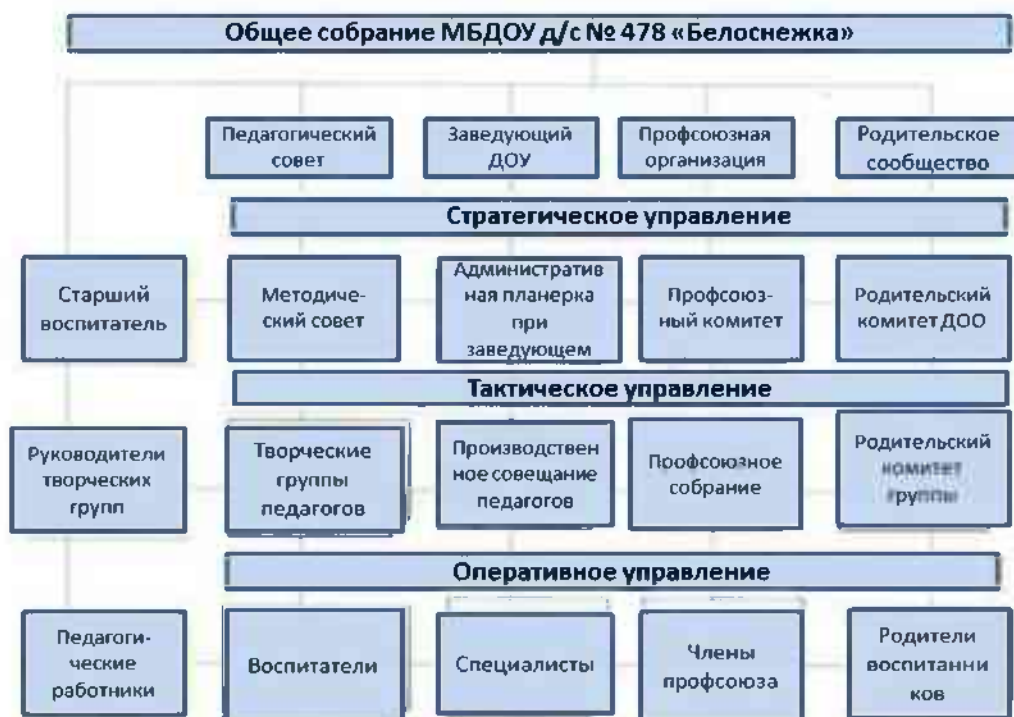 Общее собрание МБДОУ д/с № 478 «Белоснежка»
Педагогический
совет
Заведующий
ДОУ
Профсоюзная
организация
Родительское
сообщество
Стратегическое управление
Старший
воспитатель
Методиче-
ский совет
Административ
ная планерка
при
заведующем
Профсоюз-
ный комитет
Родительский
комитет ДОО
Тактическое управление
Руководители
творческих
групп
Творческие
группы
педагогов
Производствен
ное совещание
педагогов
Профсоюзное
собрание
Родительский
комитет
группы
Оперативное управление
Педагоги-
ческие
работники
Воспитатели
Специалисты
Члены
профсоюза
Родители
воспитанни
ков